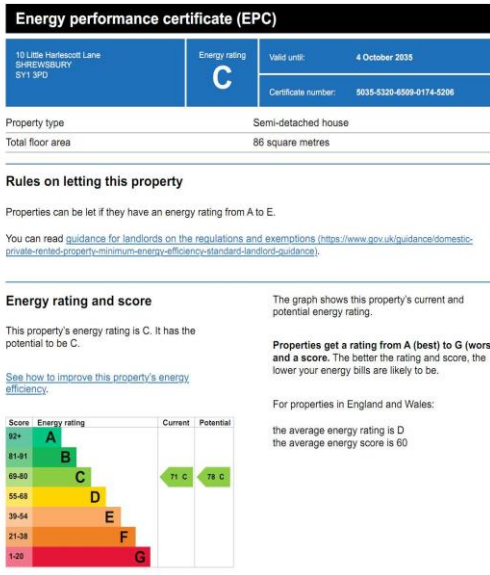 Energy performance certificate (EPC)
10 Little Harlescott Lane
SHREWSBURY
SY1 3PD
Energy rating
C
Valid until: 4 October 2035
Certificate number: 5035-5320-6509-0174-5206
Property type Semi-detached house
Total floor area 86 square metres
Rules on letting this property
Properties can be let if they have an energy rating from A to E.
You can read guidance for landlords on the regulations and exemptions (https://www.gov.uk/guidance/domestic-
private-rented-property-minimum-energy-efficiency-standard-landlord-guidance).
Energy rating and score
This property's energy rating is C. It has the
potential to be C.
See how to improve this property's energy
efficiency.
The graph shows this property's current and
potential energy rating.
Properties get a rating from A (best) to G (wors
and a score. The better the rating and score, the
lower your energy bills are likely to be.
For properties in England and Wales:
the average energy rating is D
the average energy score is 60
Score Energy rating Current Potential
92+ A
81-91 B
69-80 C 71 C 78 C
55-68 D
39-54 E
21-38 F
1-20 G